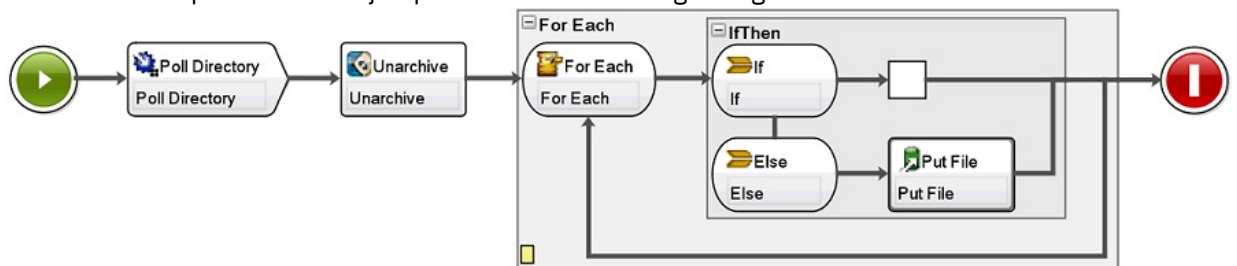 For Each
IfThen
Poll Directory
Poll Directory
Unarchive
Unarchive
For Each
For Each
If
If
Else
Else
Put File
Put File